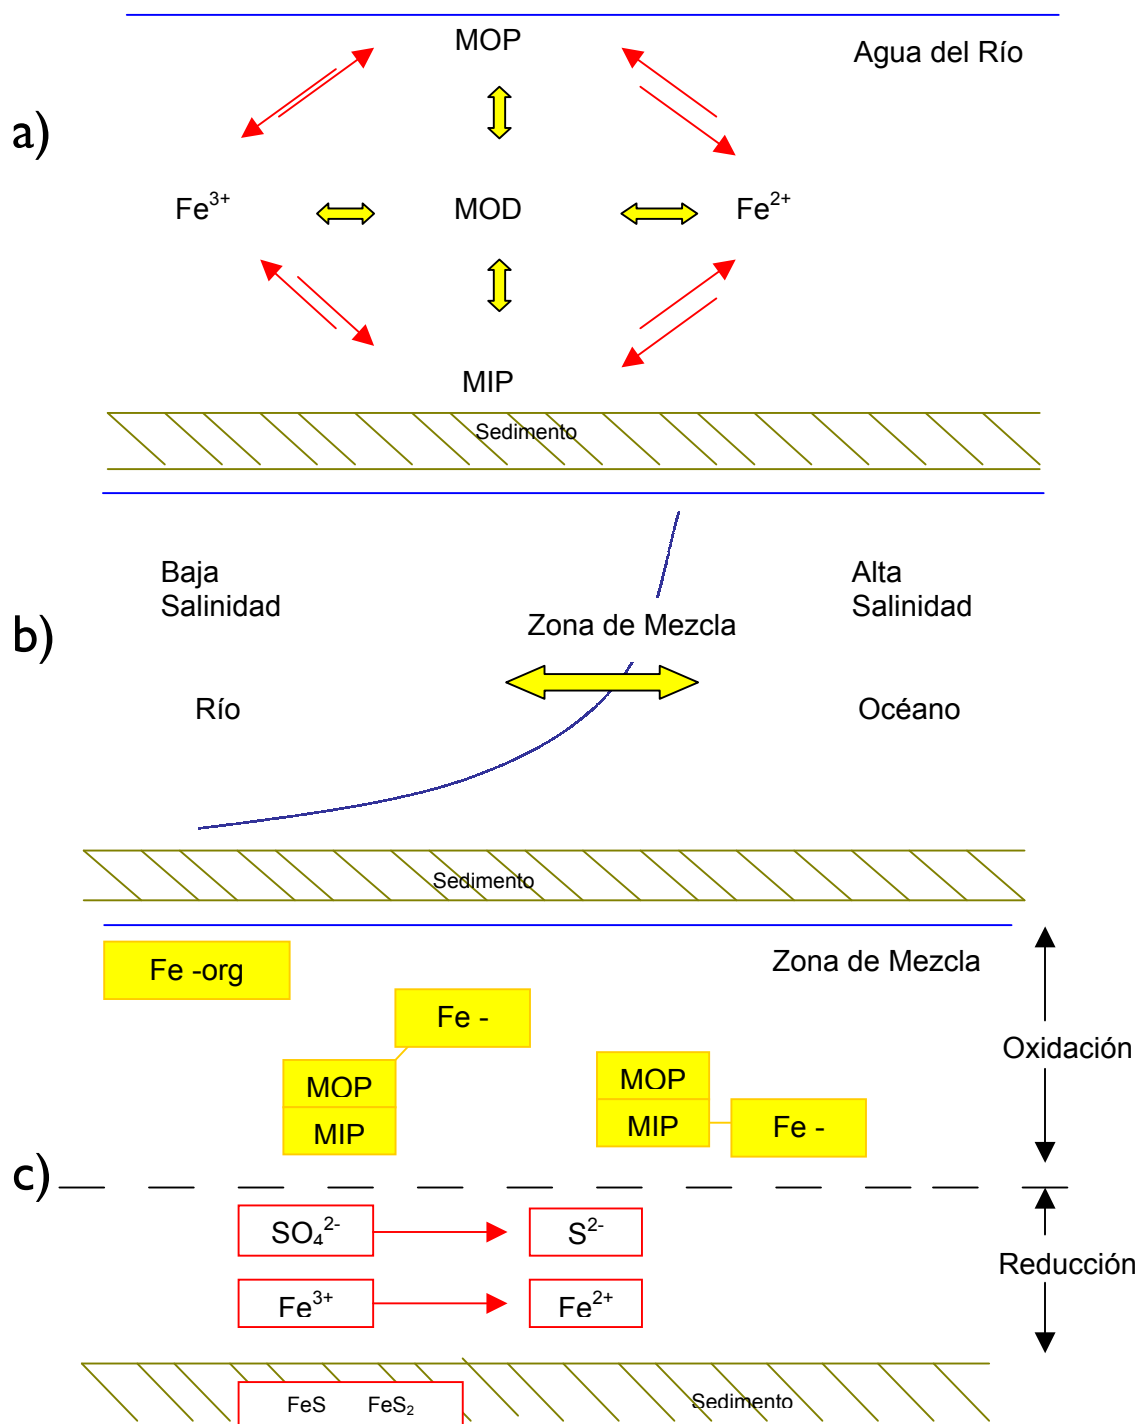 MOP
Agua del Río
a)
Fe3+
MOD
Fe2+
MIP
Sedimento
Baja
Salinidad
Alta
Salinidad
b)
Zona de Mezcla
Río
Océano
Sedimento
Fe -org
Zona de Mezcla
Fe -
Oxidación
MOP
MIP
MOP
MIP
Fe -
c)
SO42-
S2-
Reducción
Fe3+
Fe2+
FeS FeS2
Sedimento